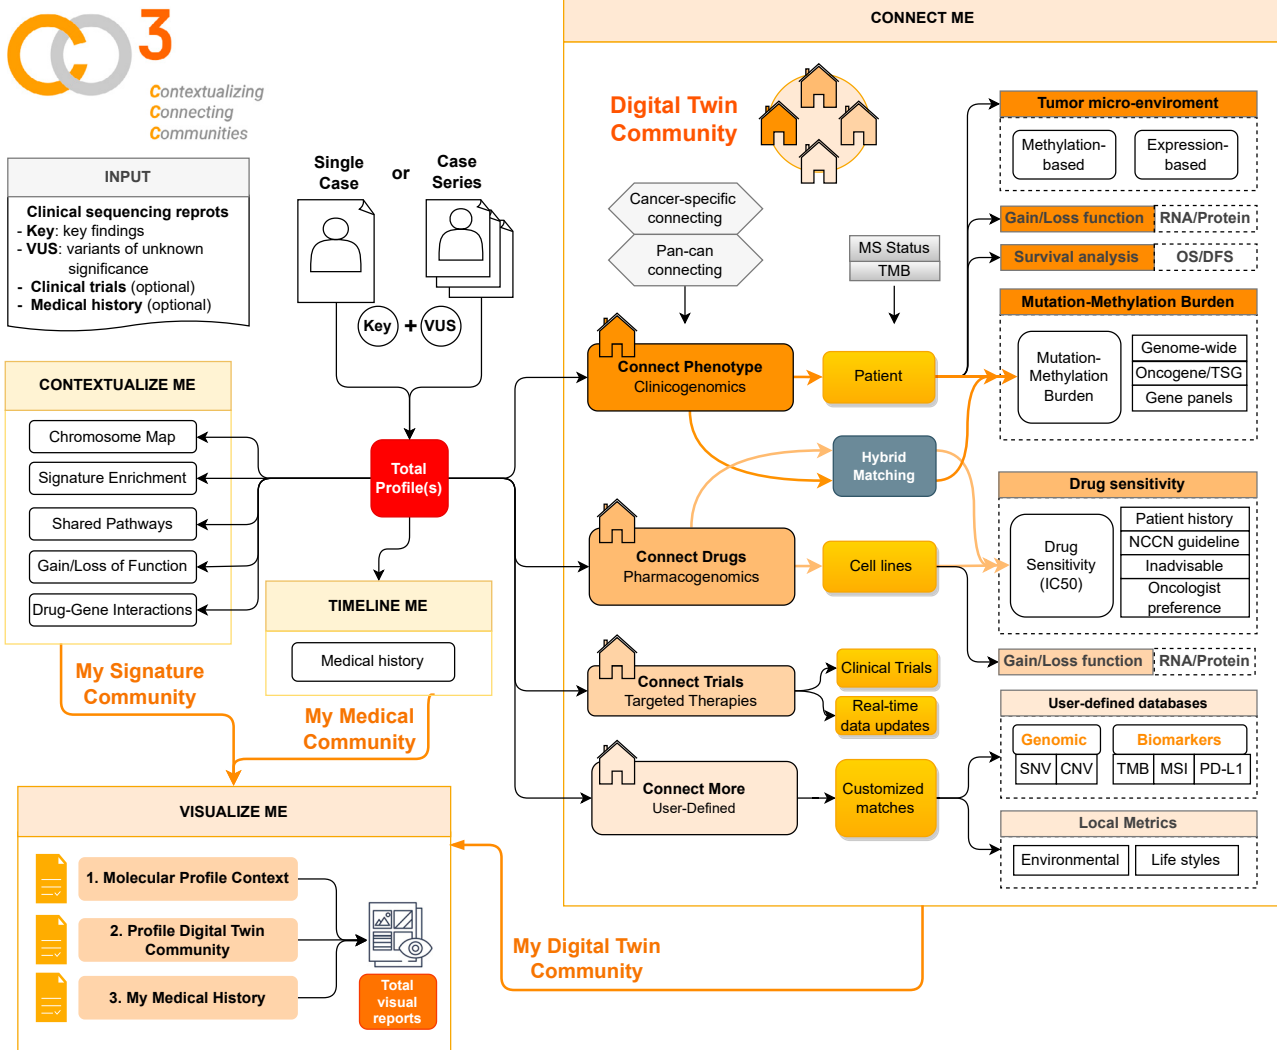 CO3
Contextualizing
Connecting
Communities
INPUT
Clinical sequencing reprots
- Key: key findings
- VUS: variants of unknown
significance
- Clinical trials (optional)
- Medical history (optional)
Single
Case
or
Case
Series
Key + VUS
CONTEXTUALIZE ME
Chromosome Map
Signature Enrichment
Shared Pathways
Gain/Loss of Function
Drug-Gene Interactions
Total
Profile(s)
TIMELINE ME
Medical history
My Signature
Community
My Medical
Community
VISUALIZE ME
1. Molecular Profile Context
2. Profile Digital Twin
Community
3. My Medical History
Total
visual
reports
My Digital Twin
Community
CONNECT ME
Digital Twin
Community
Cancer-specific
connecting
Pan-can
connecting
MS Status
TMB
Connect Phenotype
Clinicogenomics
Patient
Hybrid
Matching
Connect Drugs
Pharmacogenomics
Cell lines
Connect Trials
Targeted Therapies
Clinical Trials
Real-time
data updates
Connect More
User-Defined
Customized
matches
Tumor micro-enviroment
Methylation-
based
Expression-
based
Gain/Loss function
RNA/Protein
Survival analysis
OS/DFS
Mutation-Methylation Burden
Mutation-
Methylation
Burden
Genome-wide
Oncogene/TSG
Gene panels
Drug sensitivity
Drug
Sensitivity
(IC50)
Patient history
NCCN guideline
Inadvisable
Oncologist
preference
Gain/Loss function
RNA/Protein
User-defined databases
Genomic
SNV CNV
Biomarkers
TMB MSI PD-L1
Local Metrics
Environmental
Life styles